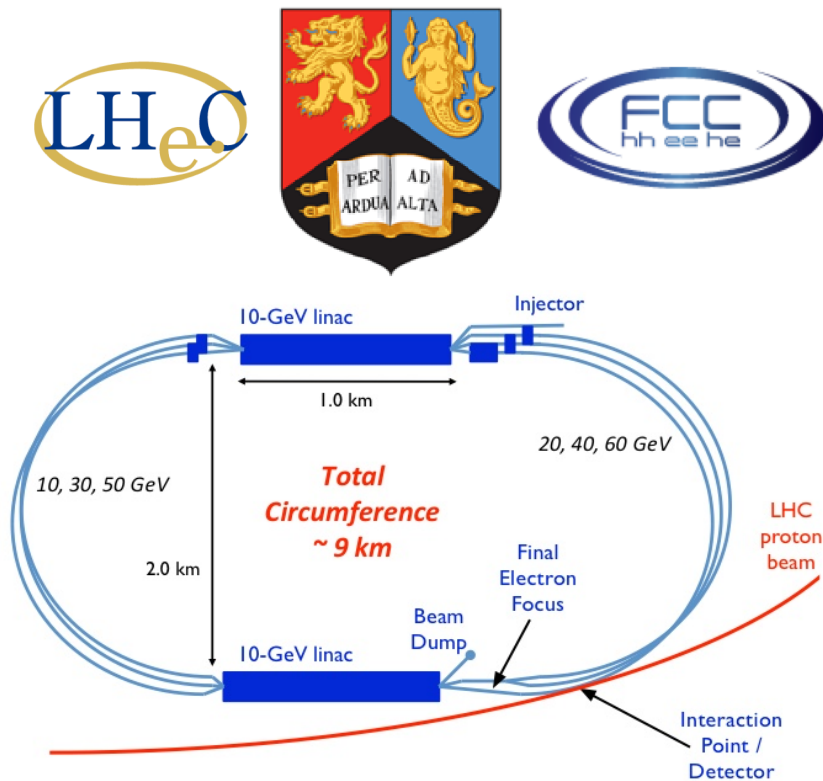 LHeC
PER AD
ARDUA ALTA
FCC
hh ee he
10-GeV linac
Injector
1.0 km
10, 30, 50 GeV
20, 40, 60 GeV
Total
Circumference
~ 9 km
LHC
proton
beam
2.0 km
Final
Electron
Focus
Beam
Dump
10-GeV linac
Interaction
Point /
Detector